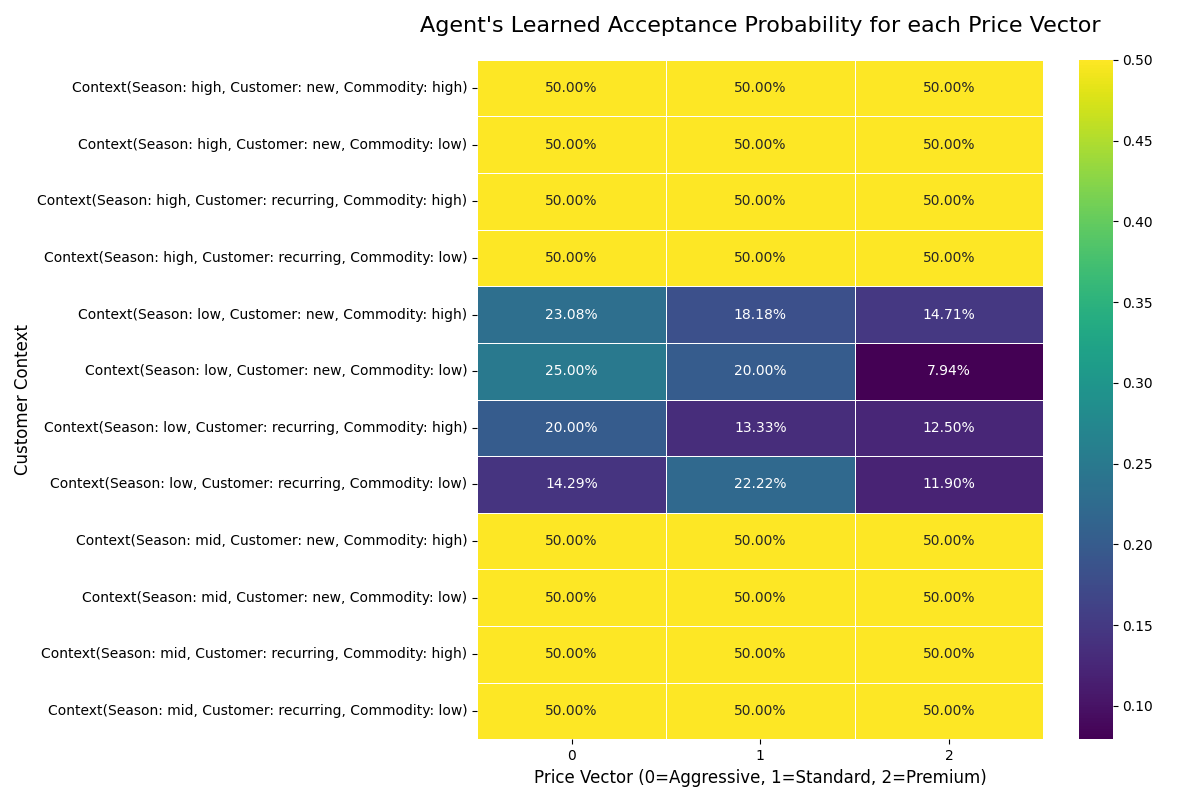 Agent's Learned Acceptance Probability for each Price Vector
Customer Context
Context(Season: high, Customer: new, Commodity: high) 50.00% 50.00% 50.00%
Context(Season: high, Customer: new, Commodity: low) 50.00% 50.00% 50.00%
Context(Season: high, Customer: recurring, Commodity: high) 50.00% 50.00% 50.00%
Context(Season: high, Customer: recurring, Commodity: low) 50.00% 50.00% 50.00%
Context(Season: low, Customer: new, Commodity: high) 23.08% 18.18% 14.71%
Context(Season: low, Customer: new, Commodity: low) 25.00% 20.00% 7.94%
Context(Season: low, Customer: recurring, Commodity: high) 20.00% 13.33% 12.50%
Context(Season: low, Customer: recurring, Commodity: low) 14.29% 22.22% 11.90%
Context(Season: mid, Customer: new, Commodity: high) 50.00% 50.00% 50.00%
Context(Season: mid, Customer: new, Commodity: low) 50.00% 50.00% 50.00%
Context(Season: mid, Customer: recurring, Commodity: high) 50.00% 50.00% 50.00%
Context(Season: mid, Customer: recurring, Commodity: low) 50.00% 50.00% 50.00%
0 1 2
Price Vector (0=Aggressive, 1=Standard, 2=Premium)
0.50
0.45
0.40
0.35
0.30
0.25
0.20
0.15
0.10